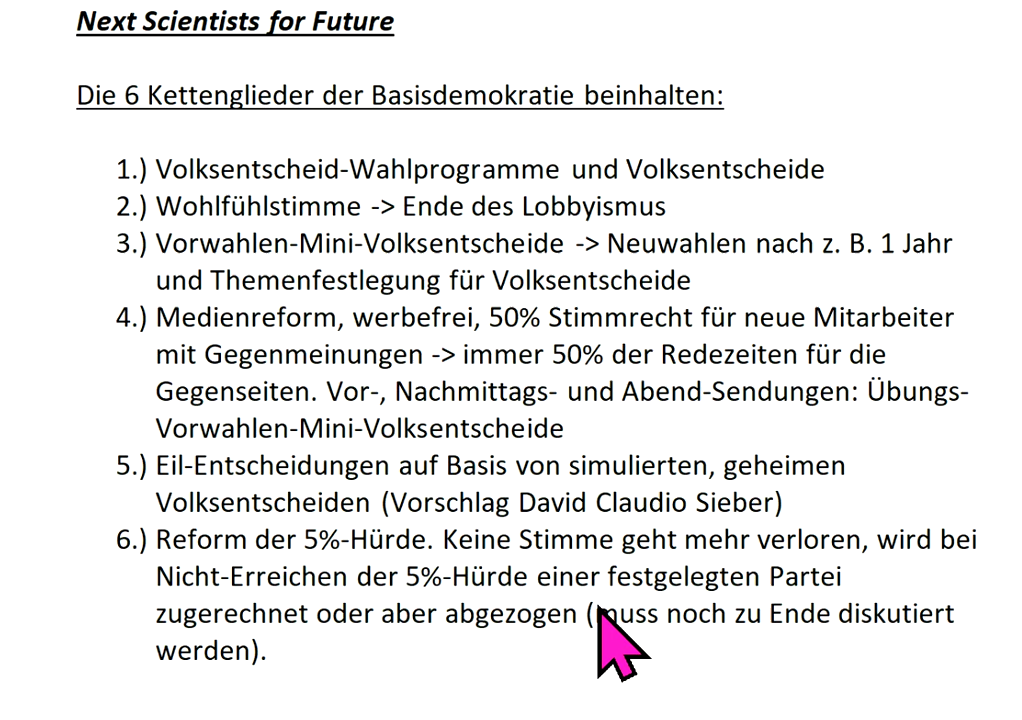 Next Scientists for Future
Die 6 Kettenglieder der Basisdemokratie beinhalten:
1.) Volksentscheid-Wahlprogramme und Volksentscheide
2.) Wohlfühlstimme -> Ende des Lobbyismus
3.) Vorwahlen-Mini-Volksentscheide -> Neuwahlen nach z. B. 1 Jahr
und Themenfestlegung für Volksentscheide
4.) Medienreform, werbefrei, 50% Stimmrecht für neue Mitarbeiter
mit Gegenmeinungen -> immer 50% der Redezeiten für die
Gegenseiten. Vor-, Nachmittags- und Abend-Sendungen: Übungs-
Vorwahlen-Mini-Volksentscheide
5.) Eil-Entscheidungen auf Basis von simulierten, geheimen
Volksentscheiden (Vorschlag David Claudio Sieber)
6.) Reform der 5%-Hürde. Keine Stimme geht mehr verloren, wird bei
Nicht-Erreichen der 5%-Hürde einer festgelegten Partei
zugerechnet oder aber abgezogen (muss noch zu Ende diskutiert
werden).